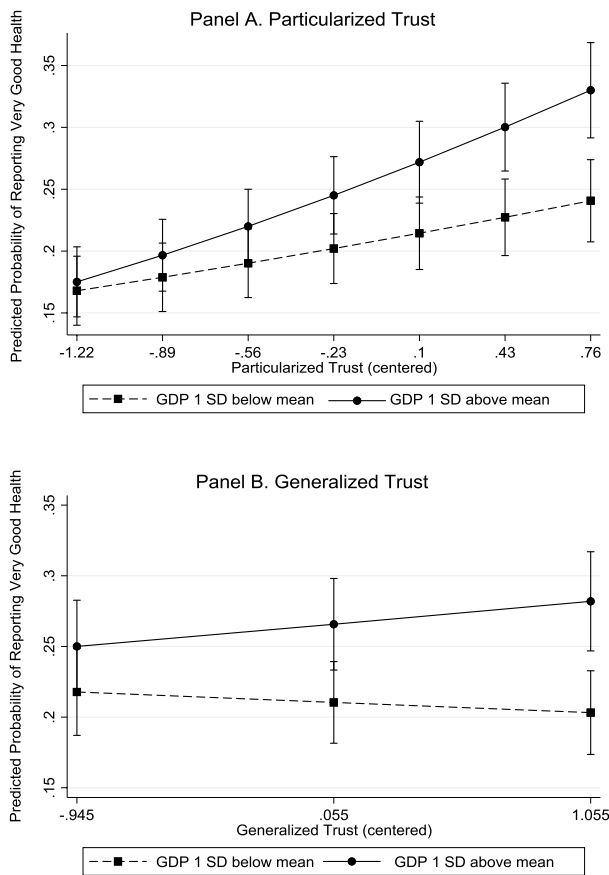 Panel A. Particularized Trust
Predicted Probability of Reporting Very Good Health
.35
.3
.25
.2
.15
-1.22 -.89 -.56 -.23 .1 .43 .76
Particularized Trust (centered)
GDP 1 SD below mean GDP 1 SD above mean
Panel B. Generalized Trust
Predicted Probability of Reporting Very Good Health
.35
.3
.25
.2
.15
-.945 .055 1.055
Generalized Trust (centered)
GDP 1 SD below mean GDP 1 SD above mean